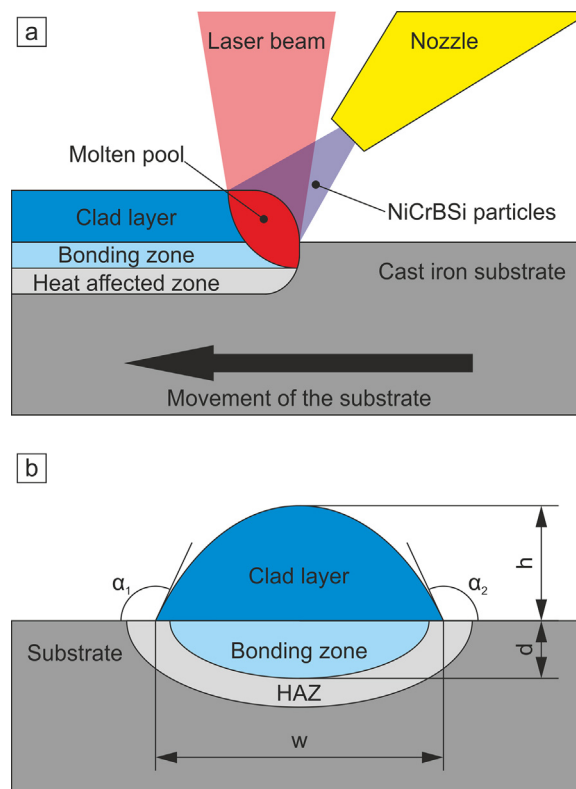 a
Laser beam
Nozzle
Molten pool
NiCrBSi particles
Clad layer
Bonding zone
Heat affected zone
Cast iron substrate
Movement of the substrate
b
α1
Clad layer
α2
h
Substrate
Bonding zone
d
HAZ
w